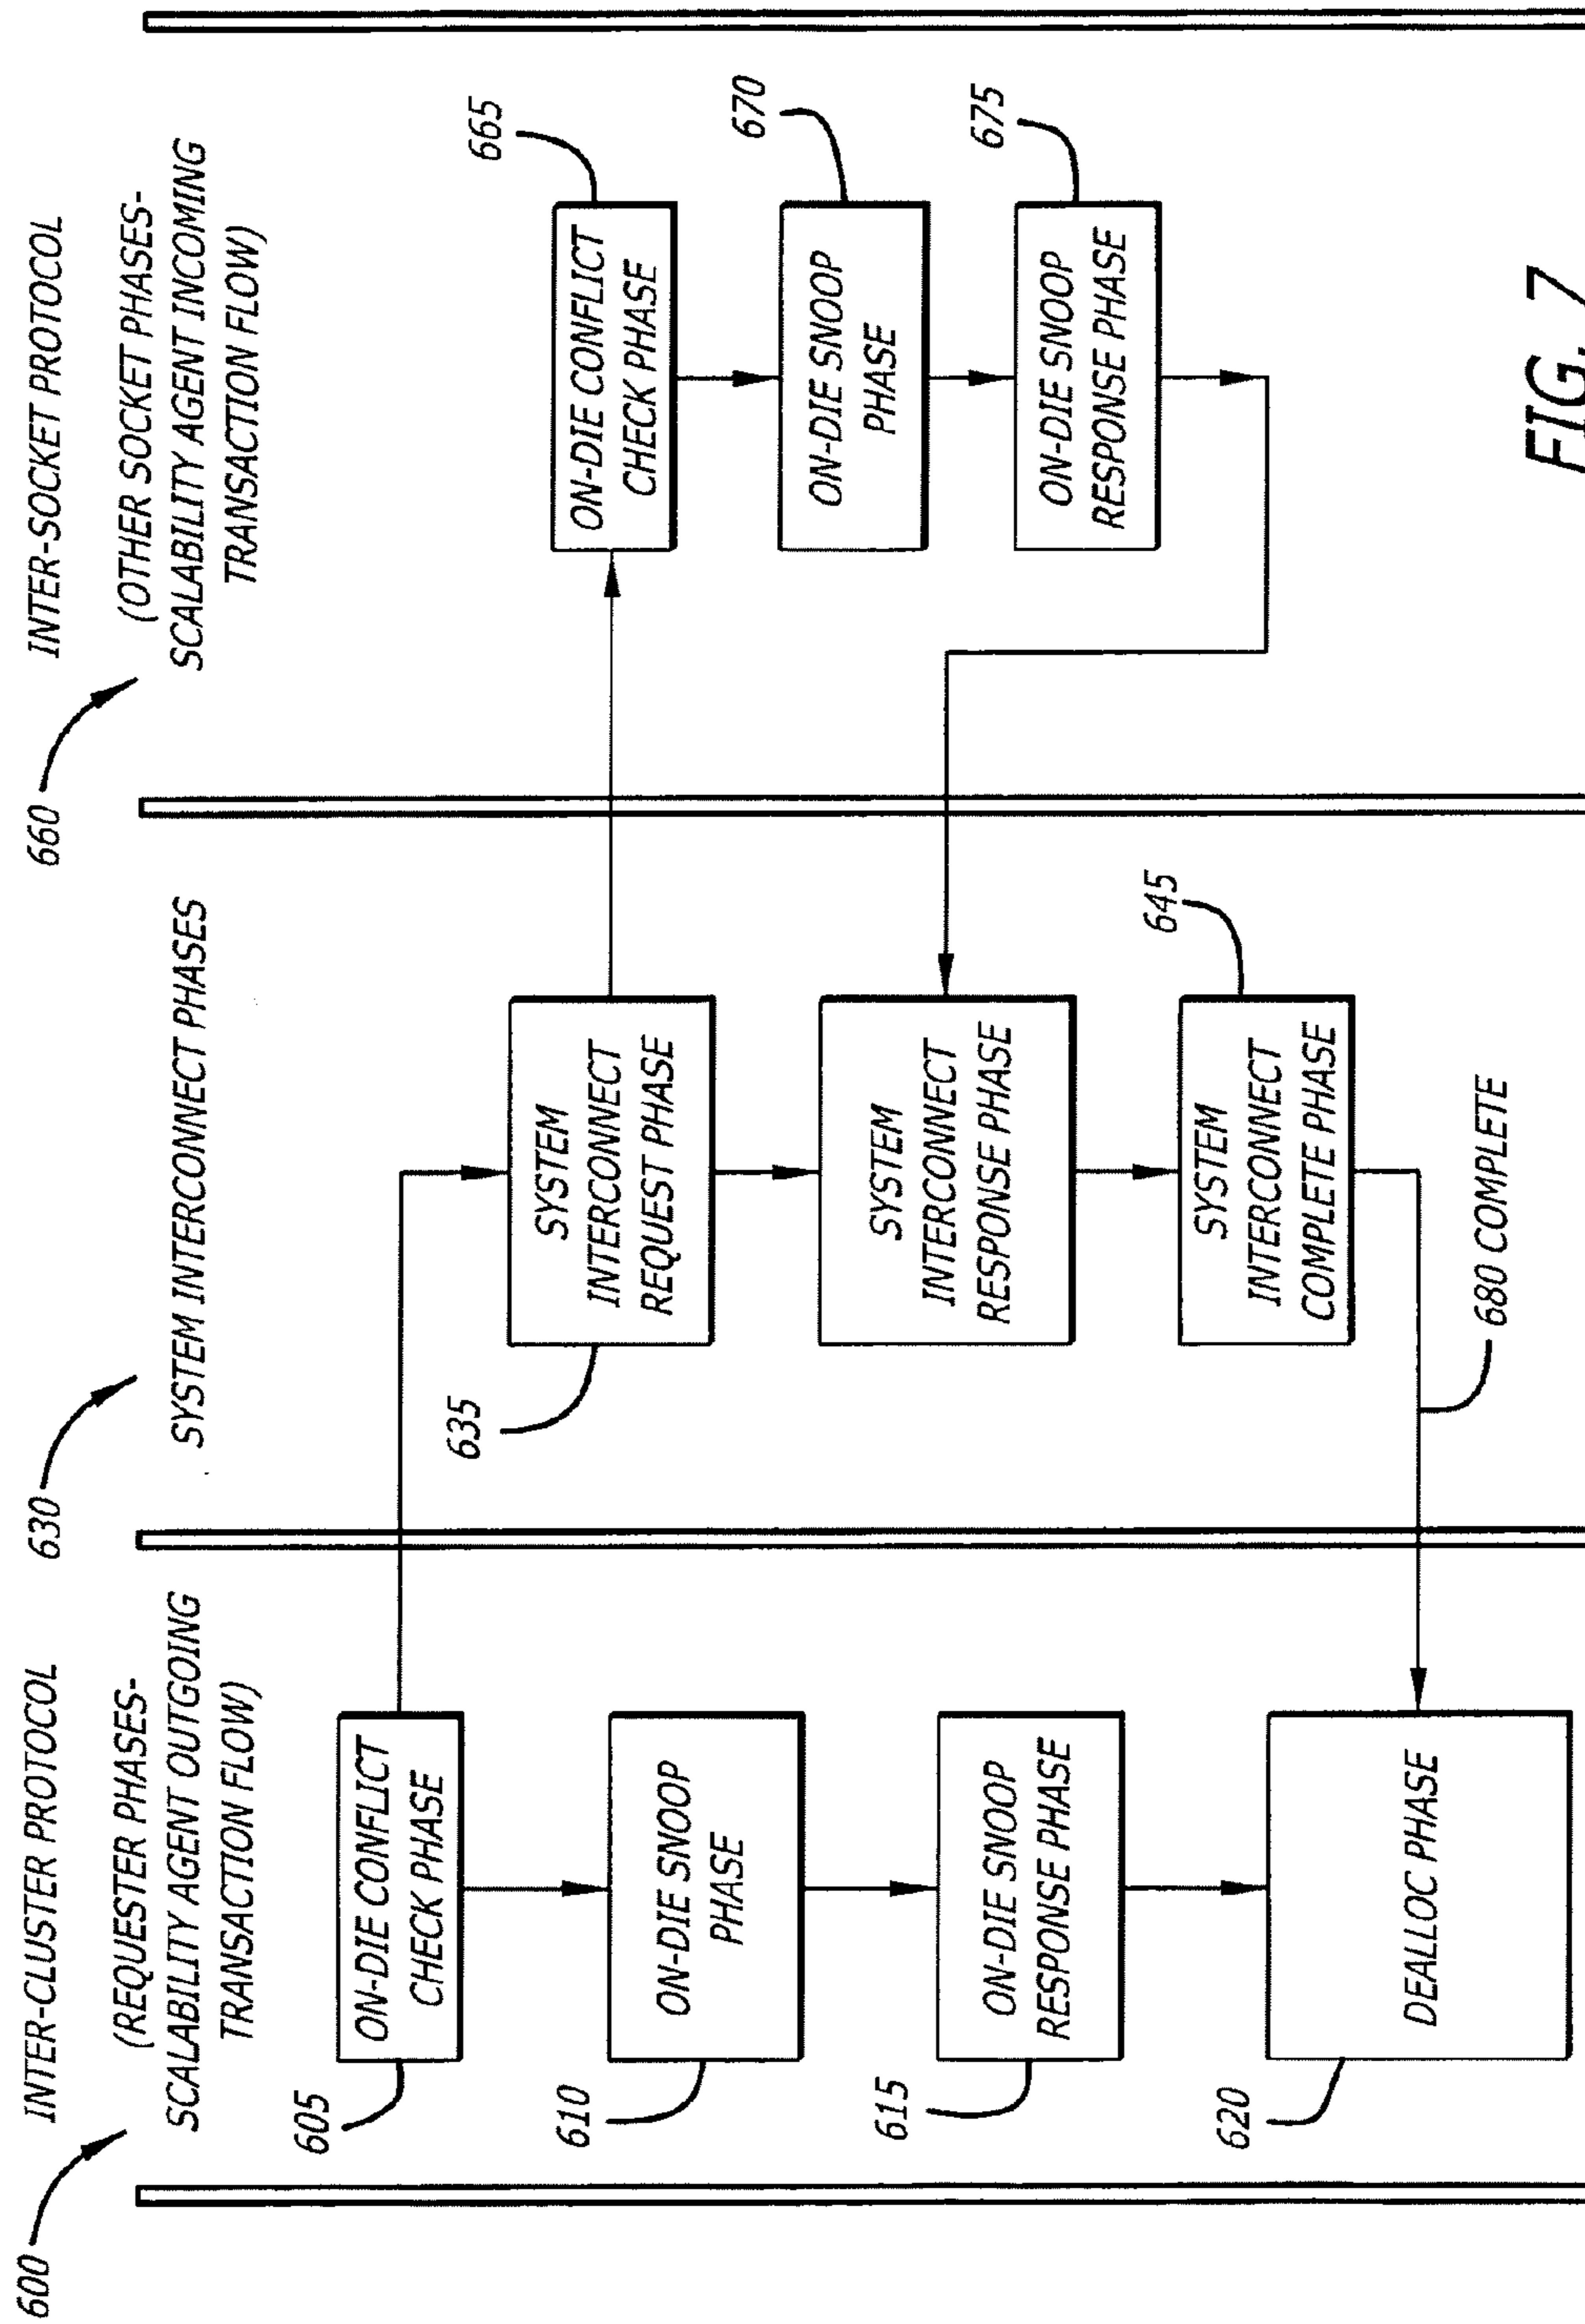 600
INTER-CLUSTER PROTOCOL
(REQUESTER PHASES-
SCALABILITY AGENT OUTGOING
TRANSACTION FLOW)
605
ON-DIE CONFLICT
CHECK PHASE
610
ON-DIE SNOOP
PHASE
615
ON-DIE SNOOP
RESPONSE PHASE
620
DEALLOC PHASE
630
SYSTEM INTERCONNECT PHASES
635
SYSTEM
INTERCONNECT
REQUEST PHASE
SYSTEM
INTERCONNECT
RESPONSE PHASE
645
SYSTEM
INTERCONNECT
COMPLETE PHASE
680 COMPLETE
660
INTER-SOCKET PROTOCOL
(OTHER SOCKET PHASES-
SCALABILITY AGENT INCOMING
TRANSACTION FLOW)
665
ON-DIE CONFLICT
CHECK PHASE
670
ON-DIE SNOOP
PHASE
675
ON-DIE SNOOP
RESPONSE PHASE
FIG. 7